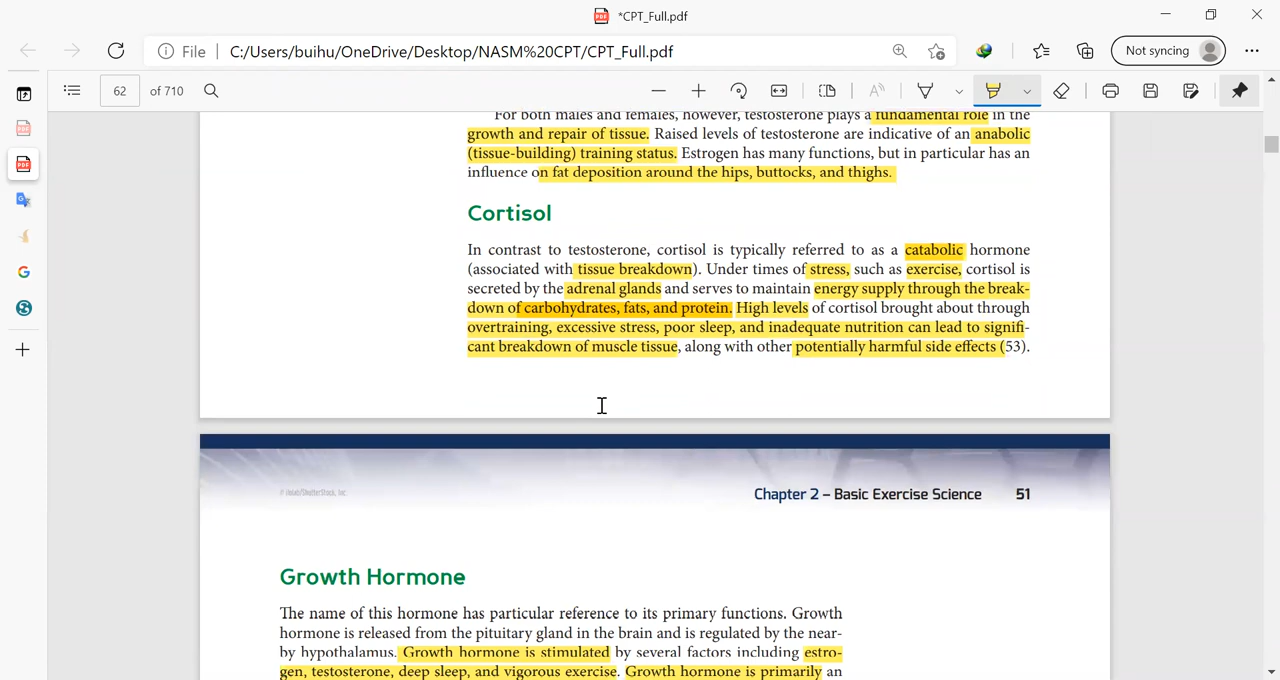 *CPT_Full.pdf
File
C:/Users/buihu/OneDrive/Desktop/NASM%20CPT/CPT_Full.pdf
Not syncing
62 of 710
For both males and females, however, testosterone plays a fundamental role in the
growth and repair of tissue. Raised levels of testosterone are indicative of an anabolic
(tissue-building) training status. Estrogen has many functions, but in particular has an
influence on fat deposition around the hips, buttocks, and thighs.
Cortisol
In contrast to testosterone, cortisol is typically referred to as a catabolic hormone
(associated with tissue breakdown). Under times of stress, such as exercise, cortisol is
secreted by the adrenal glands and serves to maintain energy supply through the break-
down of carbohydrates, fats, and protein. High levels of cortisol brought about through
overtraining, excessive stress, poor sleep, and inadequate nutrition can lead to signifi-
cant breakdown of muscle tissue, along with other potentially harmful side effects (53).
Chapter 2 – Basic Exercise Science 51
Growth Hormone
The name of this hormone has particular reference to its primary functions. Growth
hormone is released from the pituitary gland in the brain and is regulated by the near-
by hypothalamus. Growth hormone is stimulated by several factors including estro-
gen, testosterone, deep sleep, and vigorous exercise. Growth hormone is primarily an